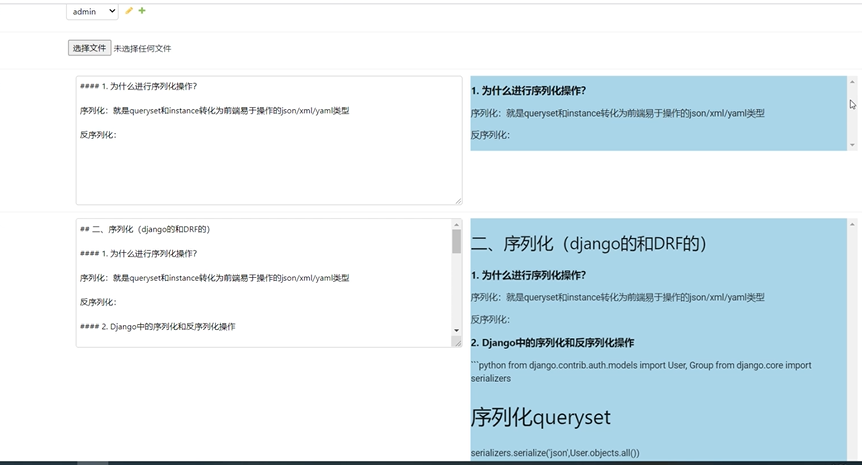 admin
选择文件 未选择任何文件
#### 1. 为什么进行序列化操作?
序列化：就是queryset和instance转化为前端易于操作的json/xml/yaml类型
反序列化：
1. 为什么进行序列化操作?
序列化：就是queryset和instance转化为前端易于操作的json/xml/yaml类型
反序列化：
## 二、序列化（django的和DRF的）
#### 1. 为什么进行序列化操作?
序列化：就是queryset和instance转化为前端易于操作的json/xml/yaml类型
反序列化：
#### 2. Django中的序列化和反序列化操作
二、序列化（django的和DRF的）
1. 为什么进行序列化操作?
序列化：就是queryset和instance转化为前端易于操作的json/xml/yaml类型
反序列化：
2. Django中的序列化和反序列化操作
```python from django.contrib.auth.models import User, Group from django.core import
serializers
序列化queryset
serializers.serialize('json',User.objects.all())